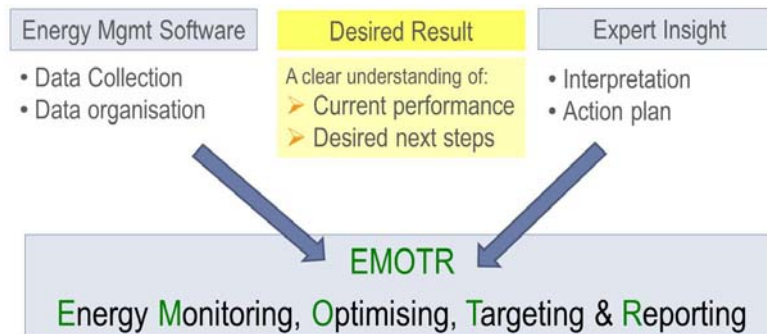 Energy Mgmt Software
• Data Collection
• Data organisation
Desired Result
A clear understanding of:
➢ Current performance
➢ Desired next steps
Expert Insight
• Interpretation
• Action plan
EMOTR
Energy Monitoring, Optimising, Targeting & Reporting